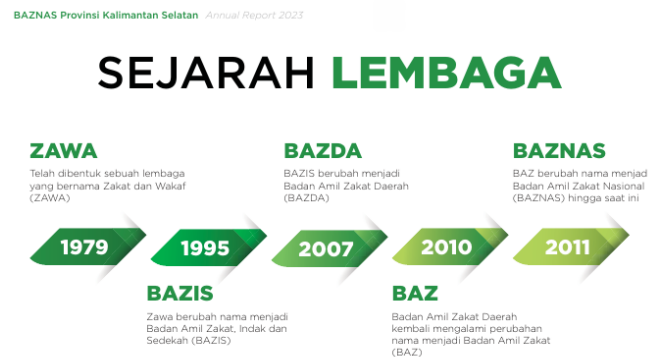 BAZNAS Provinsi Kalimantan Selatan Annual Report 2023
SEJARAH LEMBAGA
ZAWA
Telah dibentuk sebuah lembaga
yang bernama Zakat dan Wakaf
(ZAWA)
BAZDA
BAZIS berubah menjadi
Badan Amil Zakat Daerah
(BAZDA)
BAZNAS
BAZ berubah nama menjad
Badan Amil Zakat Nasional
(BAZNAS) hingga saat ini
1979
1995
2007
2010
2011
BAZIS
Zawa berubah nama menjadi
Badan Amil Zakat, Indak dan
Sedekah (BAZIS)
BAZ
Badan Amil Zakat Daerah
kembali mengalami perubahan
nama menjadi Badan Amil Zakat
(BAZ)